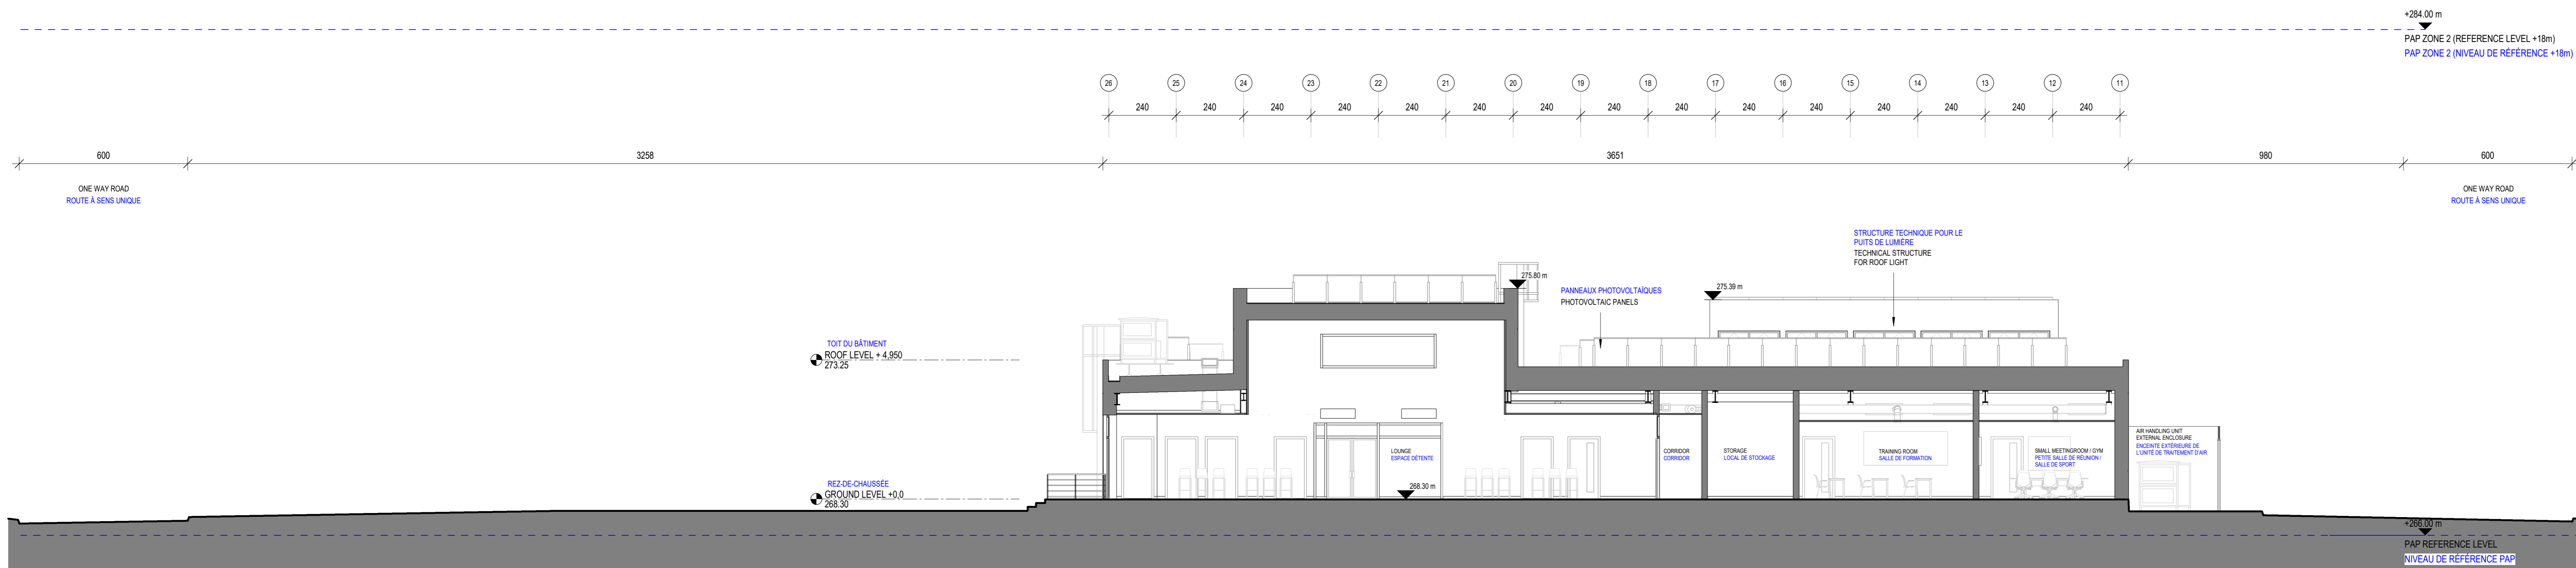 +284.00 m
PAP ZONE 2 (REFERENCE LEVEL +18m)
PAP ZONE 2 (NIVEAU DE RÉFÉRENCE +18m)
26 25 24 23 22 21 20 19 18 17 16 15 14 13 12 11
240 240 240 240 240 240 240 240 240 240 240 240 240 240 240
600 3258 3651 980 600
ONE WAY ROAD
ROUTE À SENS UNIQUE
ONE WAY ROAD
ROUTE À SENS UNIQUE
STRUCTURE TECHNIQUE POUR LE
PUITS DE LUMIÈRE
TECHNICAL STRUCTURE
FOR ROOF LIGHT
275.80 m
275.39 m
PANNEAUX PHOTOVOLTAÏQUES
PHOTOVOLTAIC PANELS
TOIT DU BÂTIMENT
ROOF LEVEL + 4,950
273.25
REZ-DE-CHAUSSÉE
GROUND LEVEL +0,0
268.30
LOUNGE
ESPACE DÉTENTE
268.30 m
CORRIDOR
CORRIDOR
STORAGE
LOCAL DE STOCKAGE
TRAINING ROOM
SALLE DE FORMATION
SMALL MEETINGROOM / GYM
PETITE SALLE DE RÉUNION /
SALLE DE SPORT
AIR HANDLING UNIT
EXTERNAL ENCLOSURE
ENCEINTE EXTÉRIEURE DE
L'UNITÉ DE TRAITEMENT D'AIR
+266.00 m
PAP REFERENCE LEVEL
NIVEAU DE RÉFÉRENCE PAP